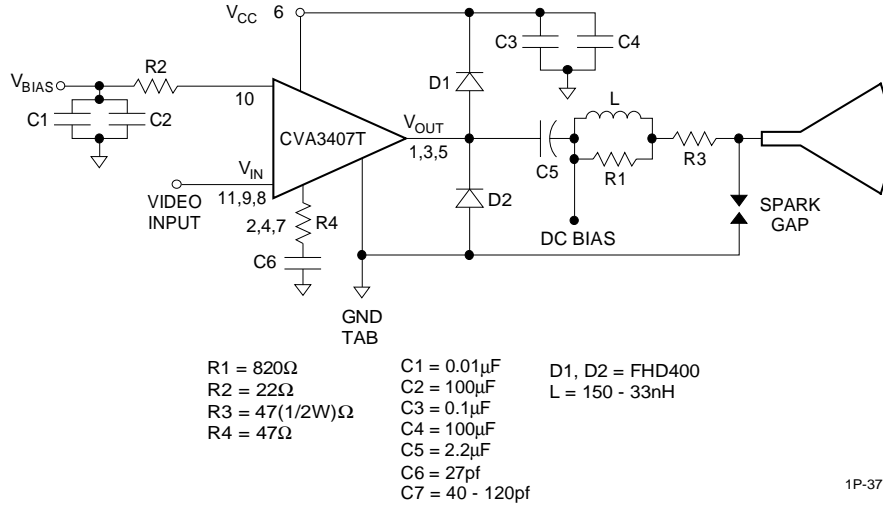 VCC 6
C3
C4
R2
VBIAS
10
D1
L
C1
C2
CVA3407T
VOUT
1,3,5
C5
R1
R3
VIN
11,9,8
VIDEO
INPUT
2,4,7
R4
D2
SPARK
GAP
DC BIAS
C6
GND
TAB
R1 = 820Ω
R2 = 22Ω
R3 = 47(1/2W)Ω
R4 = 47Ω
C1 = 0.01µF
C2 = 100µF
C3 = 0.1µF
C4 = 100µF
C5 = 2.2µF
C6 = 27pf
C7 = 40 - 120pf
D1, D2 = FHD400
L = 150 - 33nH
1P-37